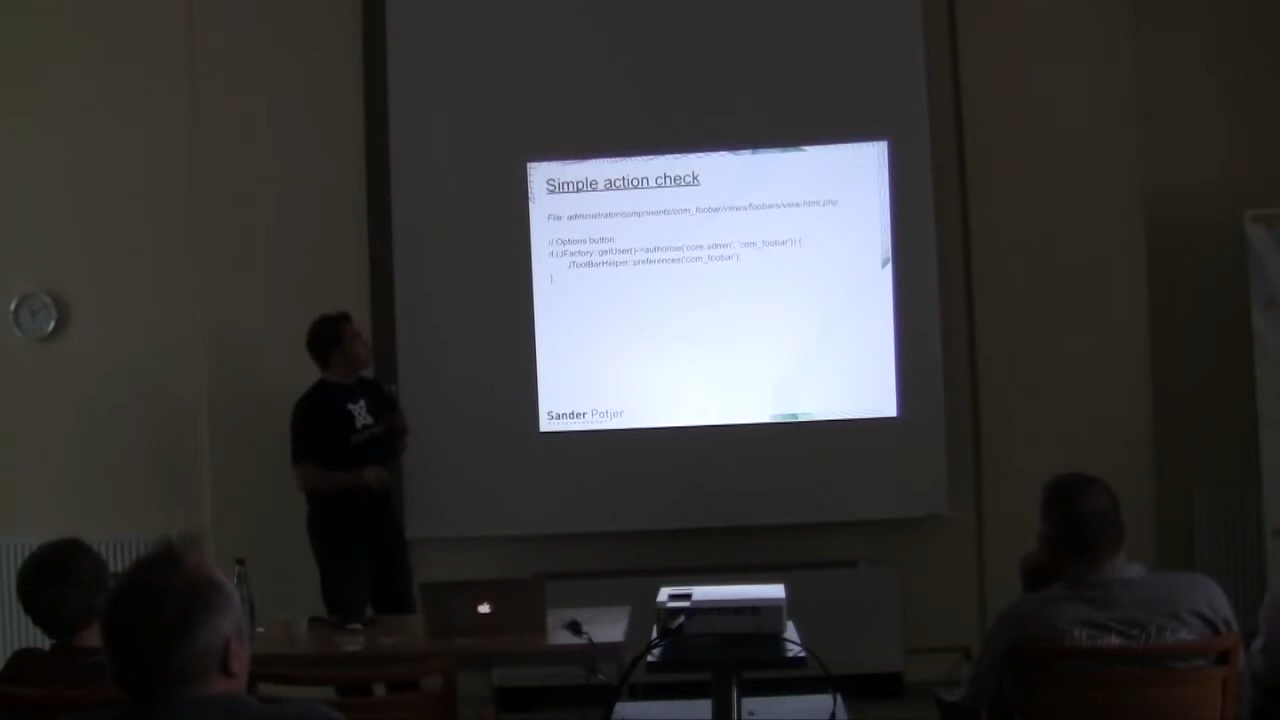 Simple action check
File: administrator/components/com_foobar/views/foobars/view.html.php
// Options button.
if (JFactory::getUser()->authorise('core.admin', 'com_foobar')) {
JToolBarHelper::preferences('com_foobar');
}
Sander Potjer